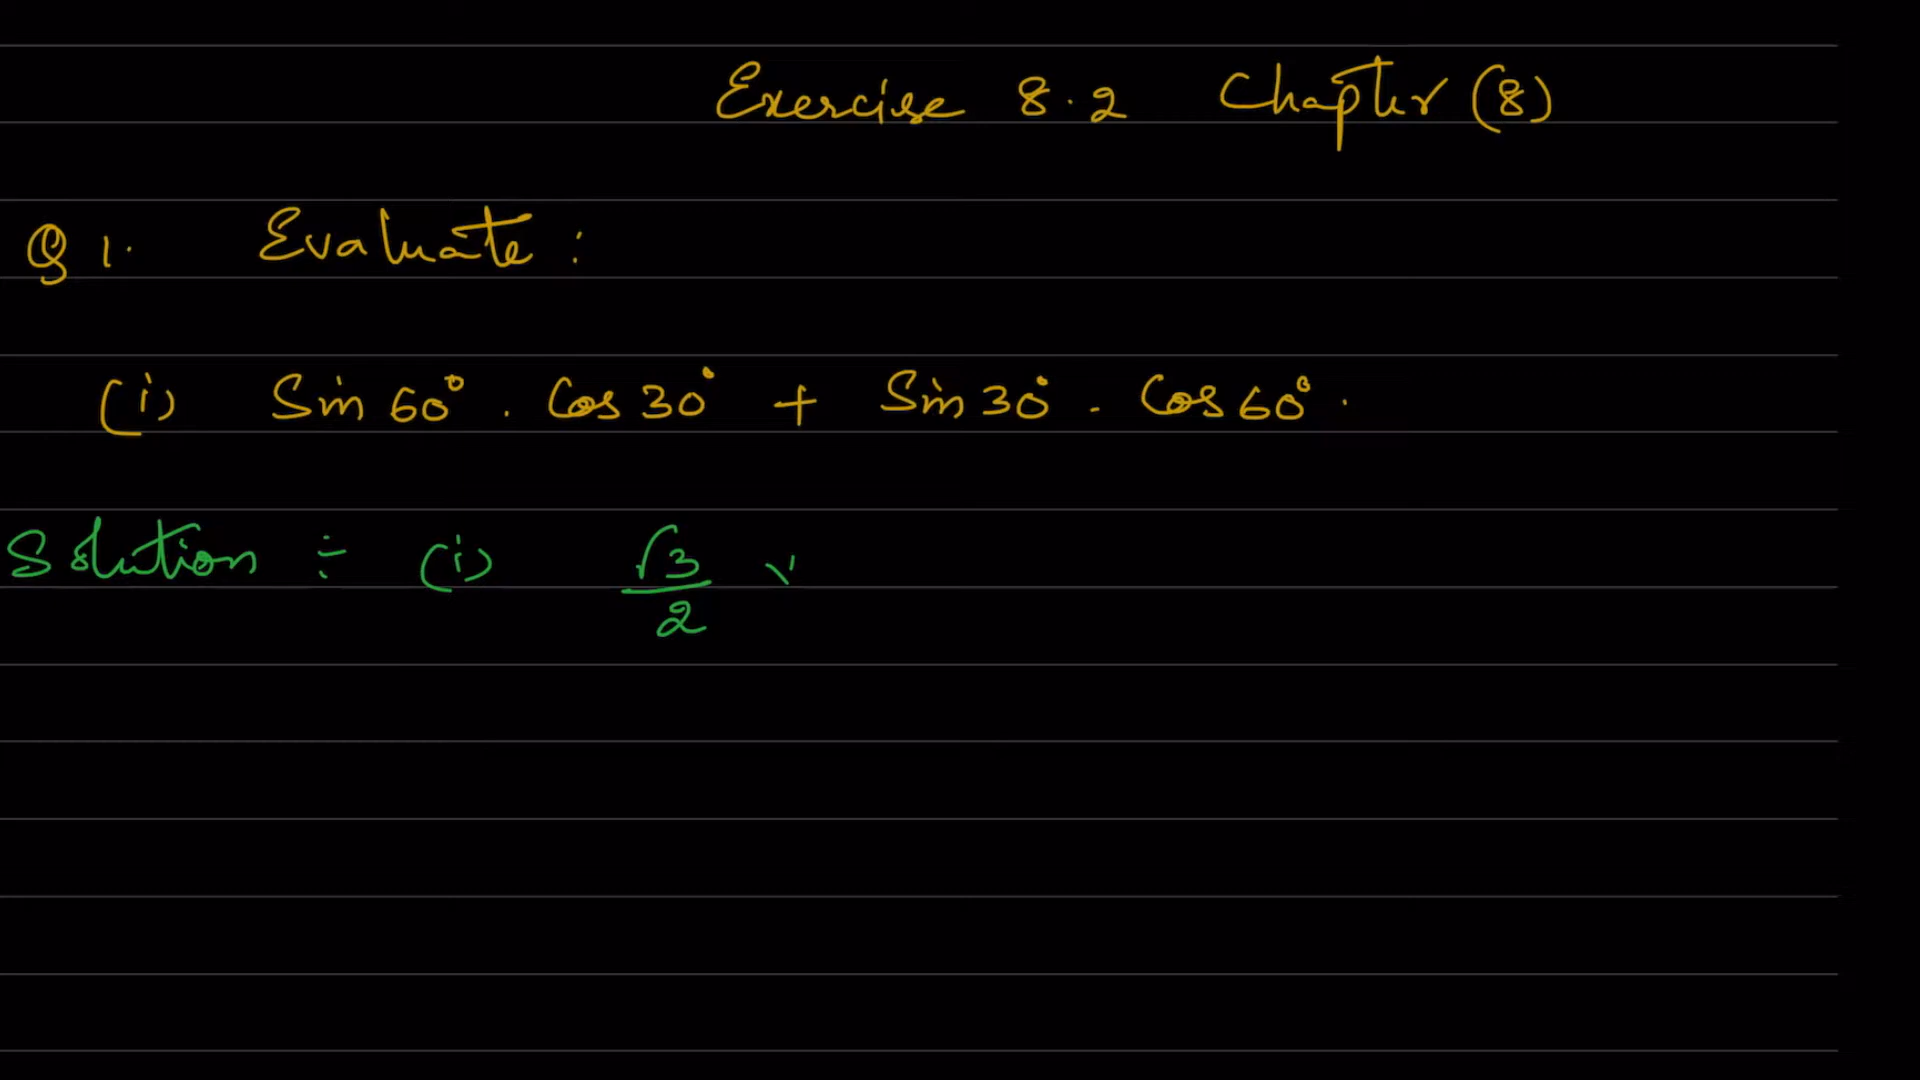 Exercise 8.2 Chapter (8)
Q 1. Evaluate :
(i) Sin 60° . Cos 30° + Sin 30° . Cos 60° .
Solution ÷ (i) √3/2